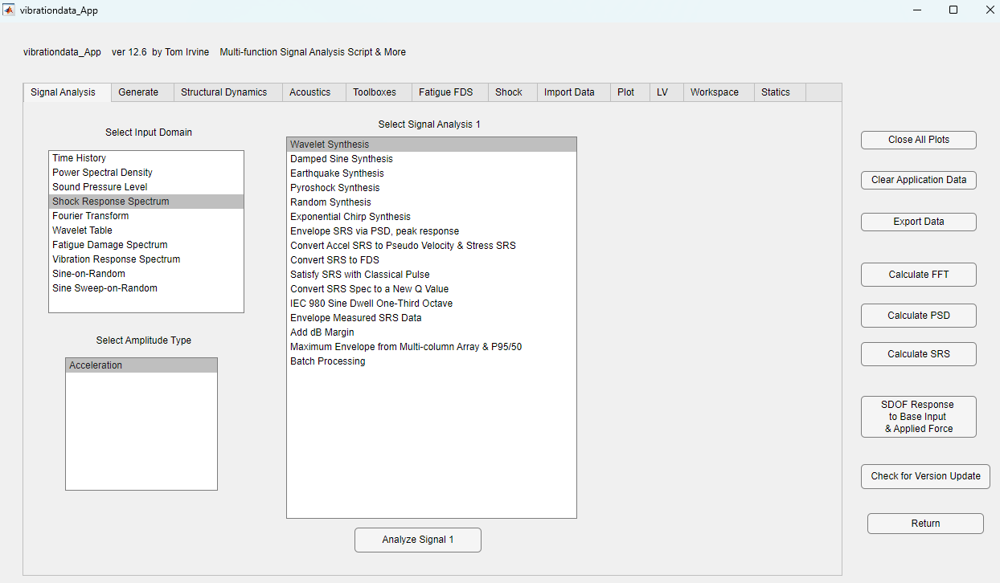 vibrationdata_App
vibrationdata_App ver 12.6 by Tom Irvine Multi-function Signal Analysis Script & More
Signal Analysis Generate Structural Dynamics Acoustics Toolboxes Fatigue FDS Shock Import Data Plot LV Workspace Statics
Select Input Domain
Time History
Power Spectral Density
Sound Pressure Level
Shock Response Spectrum
Fourier Transform
Wavelet Table
Fatigue Damage Spectrum
Vibration Response Spectrum
Sine-on-Random
Sine Sweep-on-Random
Select Amplitude Type
Acceleration
Select Signal Analysis 1
Wavelet Synthesis
Damped Sine Synthesis
Earthquake Synthesis
Pyroshock Synthesis
Random Synthesis
Exponential Chirp Synthesis
Envelope SRS via PSD, peak response
Convert Accel SRS to Pseudo Velocity & Stress SRS
Convert SRS to FDS
Satisfy SRS with Classical Pulse
Convert SRS Spec to a New Q Value
IEC 980 Sine Dwell One-Third Octave
Envelope Measured SRS Data
Add dB Margin
Maximum Envelope from Multi-column Array & P95/50
Batch Processing
Analyze Signal 1
Close All Plots
Clear Application Data
Export Data
Calculate FFT
Calculate PSD
Calculate SRS
SDOF Response
to Base Input
& Applied Force
Check for Version Update
Return